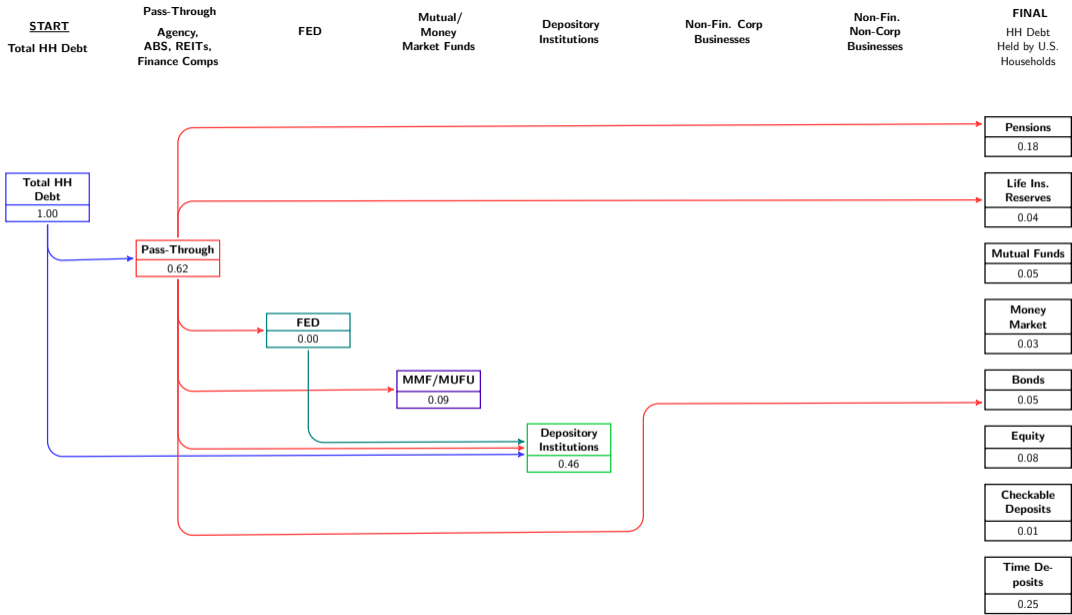 START
Total HH Debt
Pass-Through
Agency,
ABS, REITs,
Finance Comps
FED
Mutual/
Money
Market Funds
Depository
Institutions
Non-Fin. Corp
Businesses
Non-Fin.
Non-Corp
Businesses
FINAL
HH Debt
Held by U.S.
Households
Total HH
Debt
1.00
Pass-Through
0.62
FED
0.00
MMF/MUFU
0.09
Depository
Institutions
0.46
Pensions
0.18
Life Ins.
Reserves
0.04
Mutual Funds
0.05
Money
Market
0.03
Bonds
0.05
Equity
0.08
Checkable
Deposits
0.01
Time De-
posits
0.25